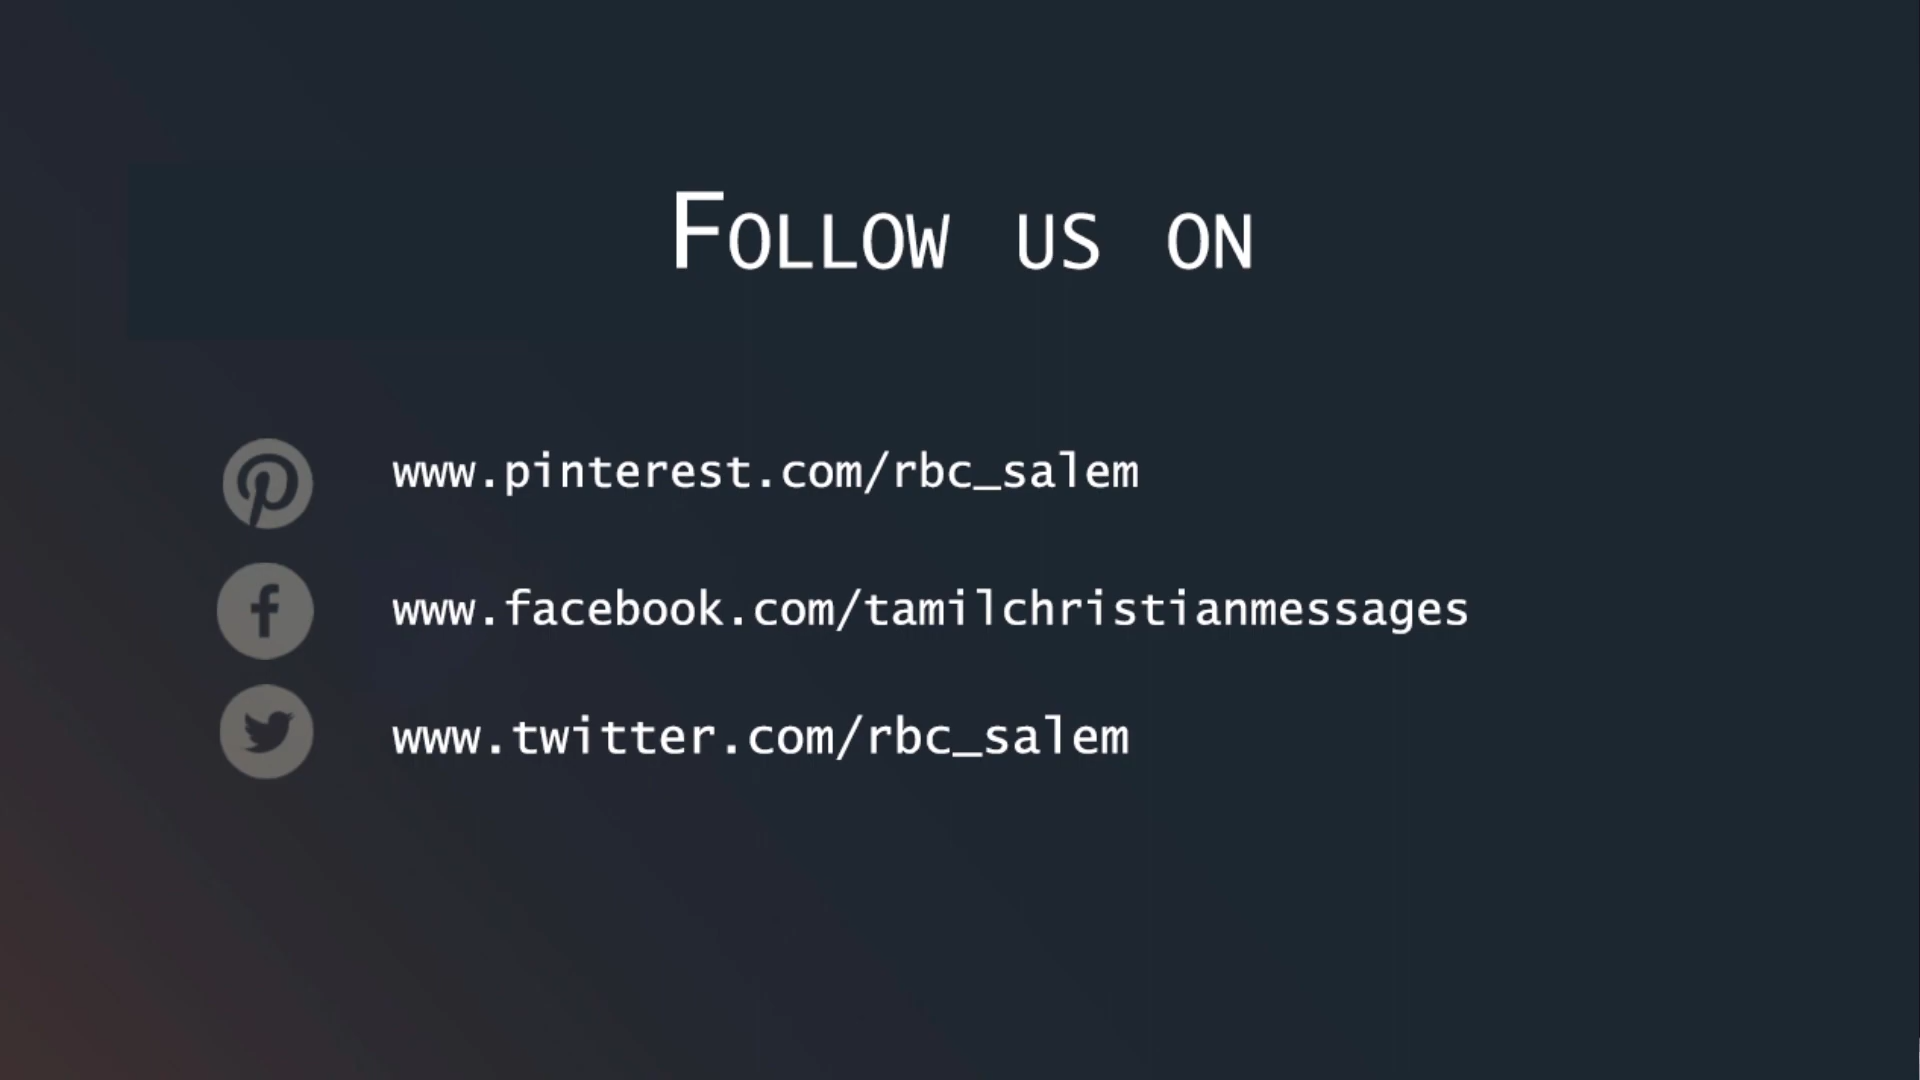 Follow us on
www.pinterest.com/rbc_salem
www.facebook.com/tamilchristianmessages
www.twitter.com/rbc_salem